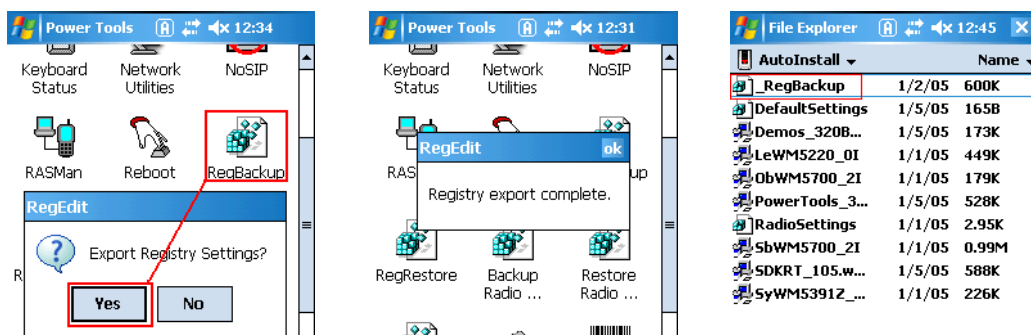 Power Tools A 12:34
Keyboard Status Network Utilities NoSIP
RASMan Reboot RegBackup
RegEdit
R
Export Registry Settings?
Yes No
Power Tools A 12:31
Keyboard Status Network Utilities NoSIP
RAS up
RegEdit ok
Registry export complete.
RegRestore Backup Radio ... Restore Radio ...
File Explorer A 12:45 X
AutoInstall Name
_RegBackup 1/2/05 600K
DefaultSettings 1/5/05 165B
Demos_320B... 1/5/05 173K
LeWM5220_0I 1/1/05 449K
ObWM5700_2I 1/1/05 179K
PowerTools_3... 1/5/05 528K
RadioSettings 1/1/05 2.95K
SbWM5700_2I 1/1/05 0.99M
SDKRT_105.w... 1/5/05 588K
SyWM5391Z_... 1/1/05 226K